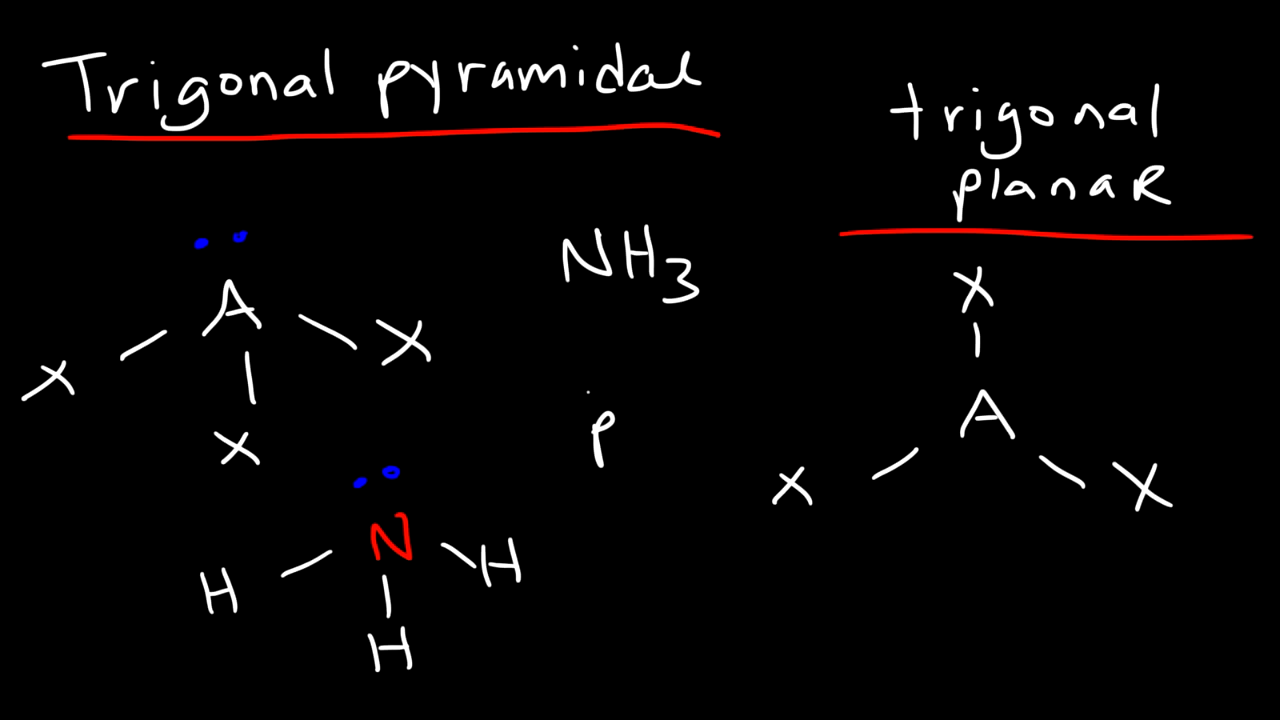 Trigonal pyramidal
trigonal
planar
NH3
X
A
X
X
X
A
X
X
P
N
H
H
H